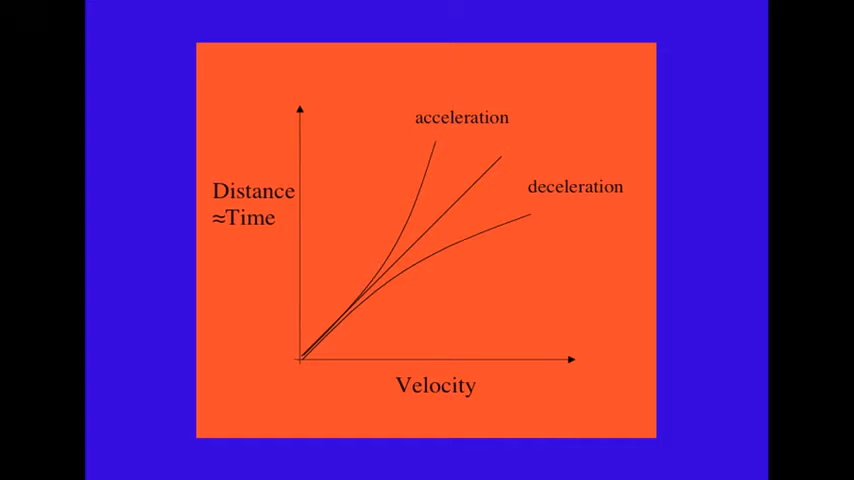 acceleration
deceleration
Distance
≈Time
Velocity